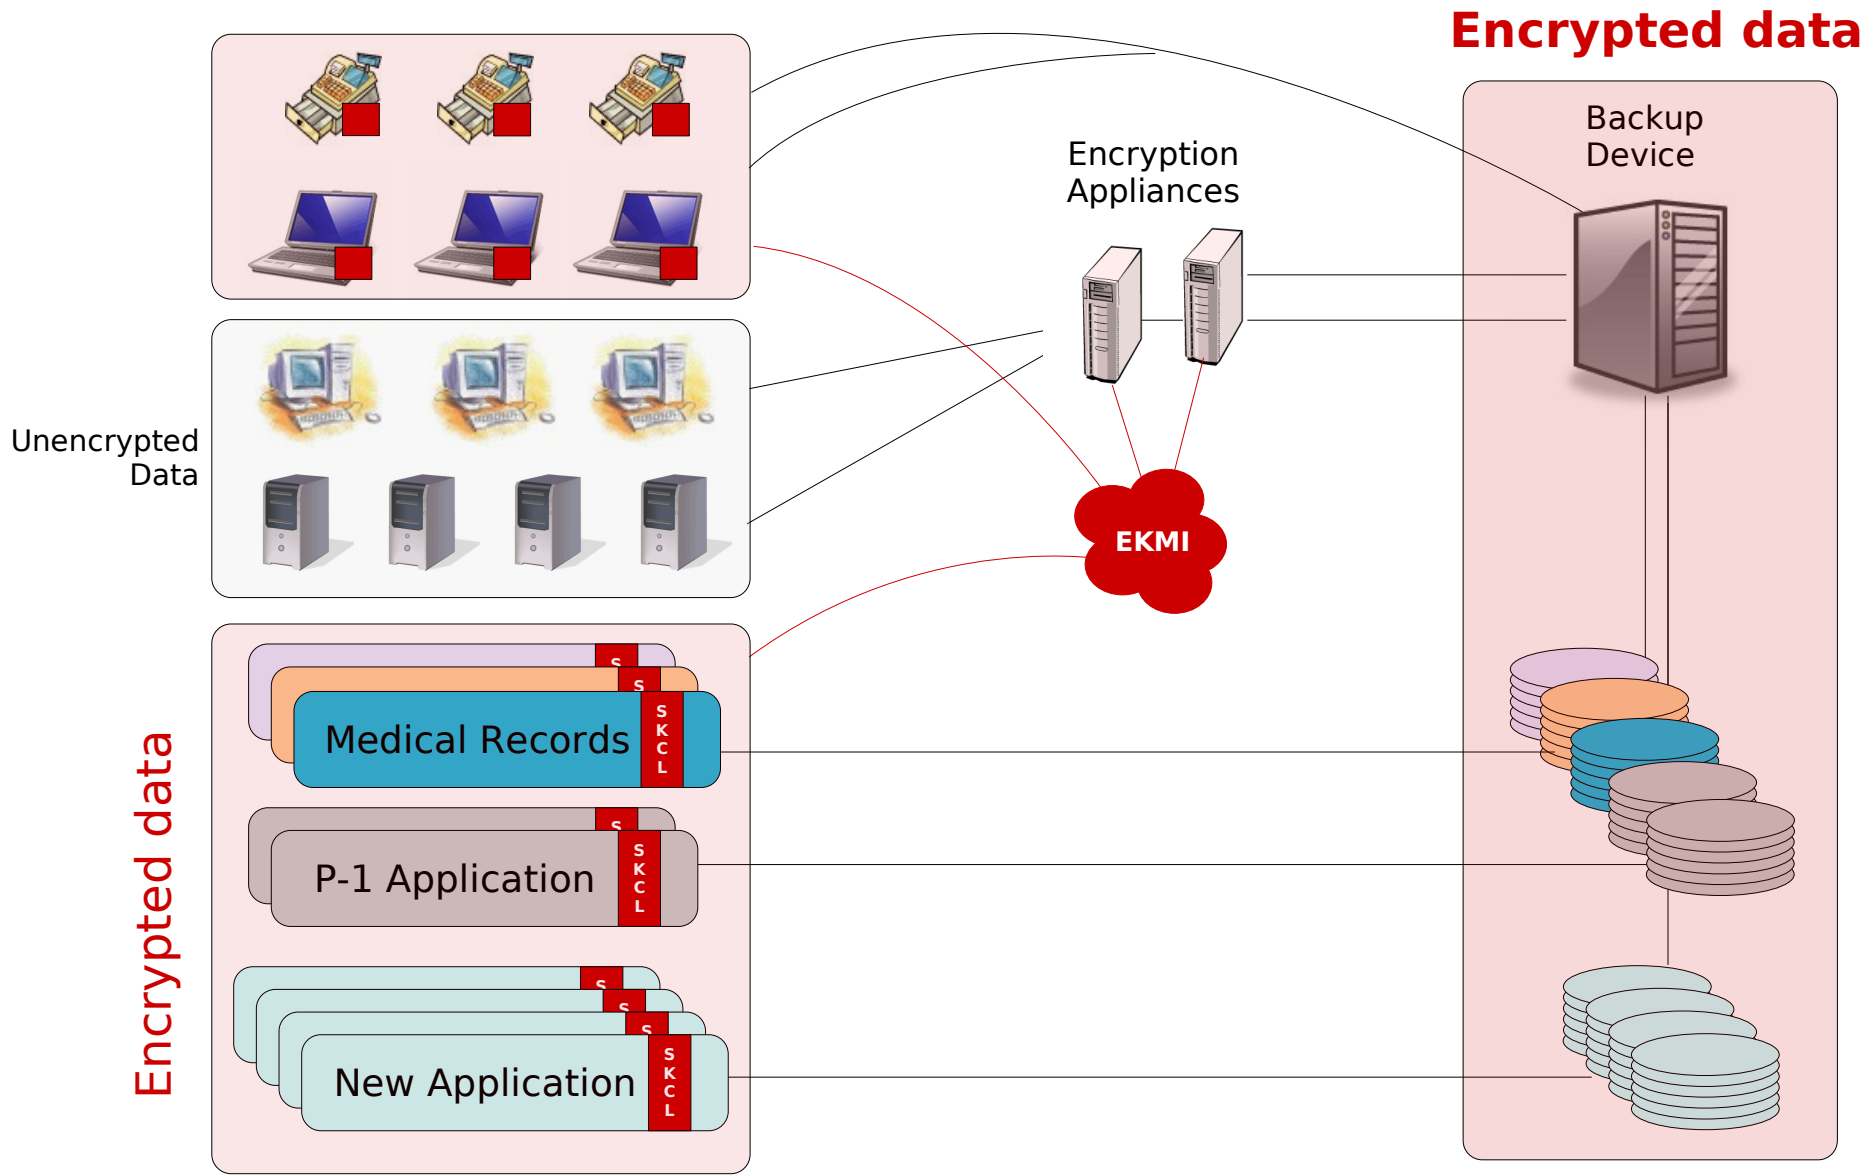 Encrypted data
Backup
Device
Encryption
Appliances
Unencrypted
Data
EKMI
Encrypted data
S
S
Medical Records
S
K
C
L
S
P-1 Application
S
K
C
L
S
S
S
New Application
S
K
C
L